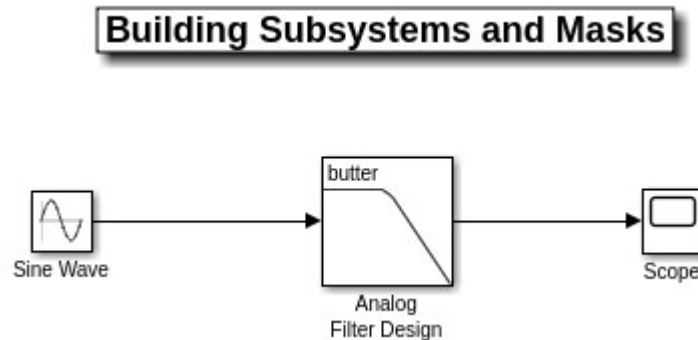 Building Subsystems and Masks
butter
Sine Wave
Analog
Filter Design
Scope